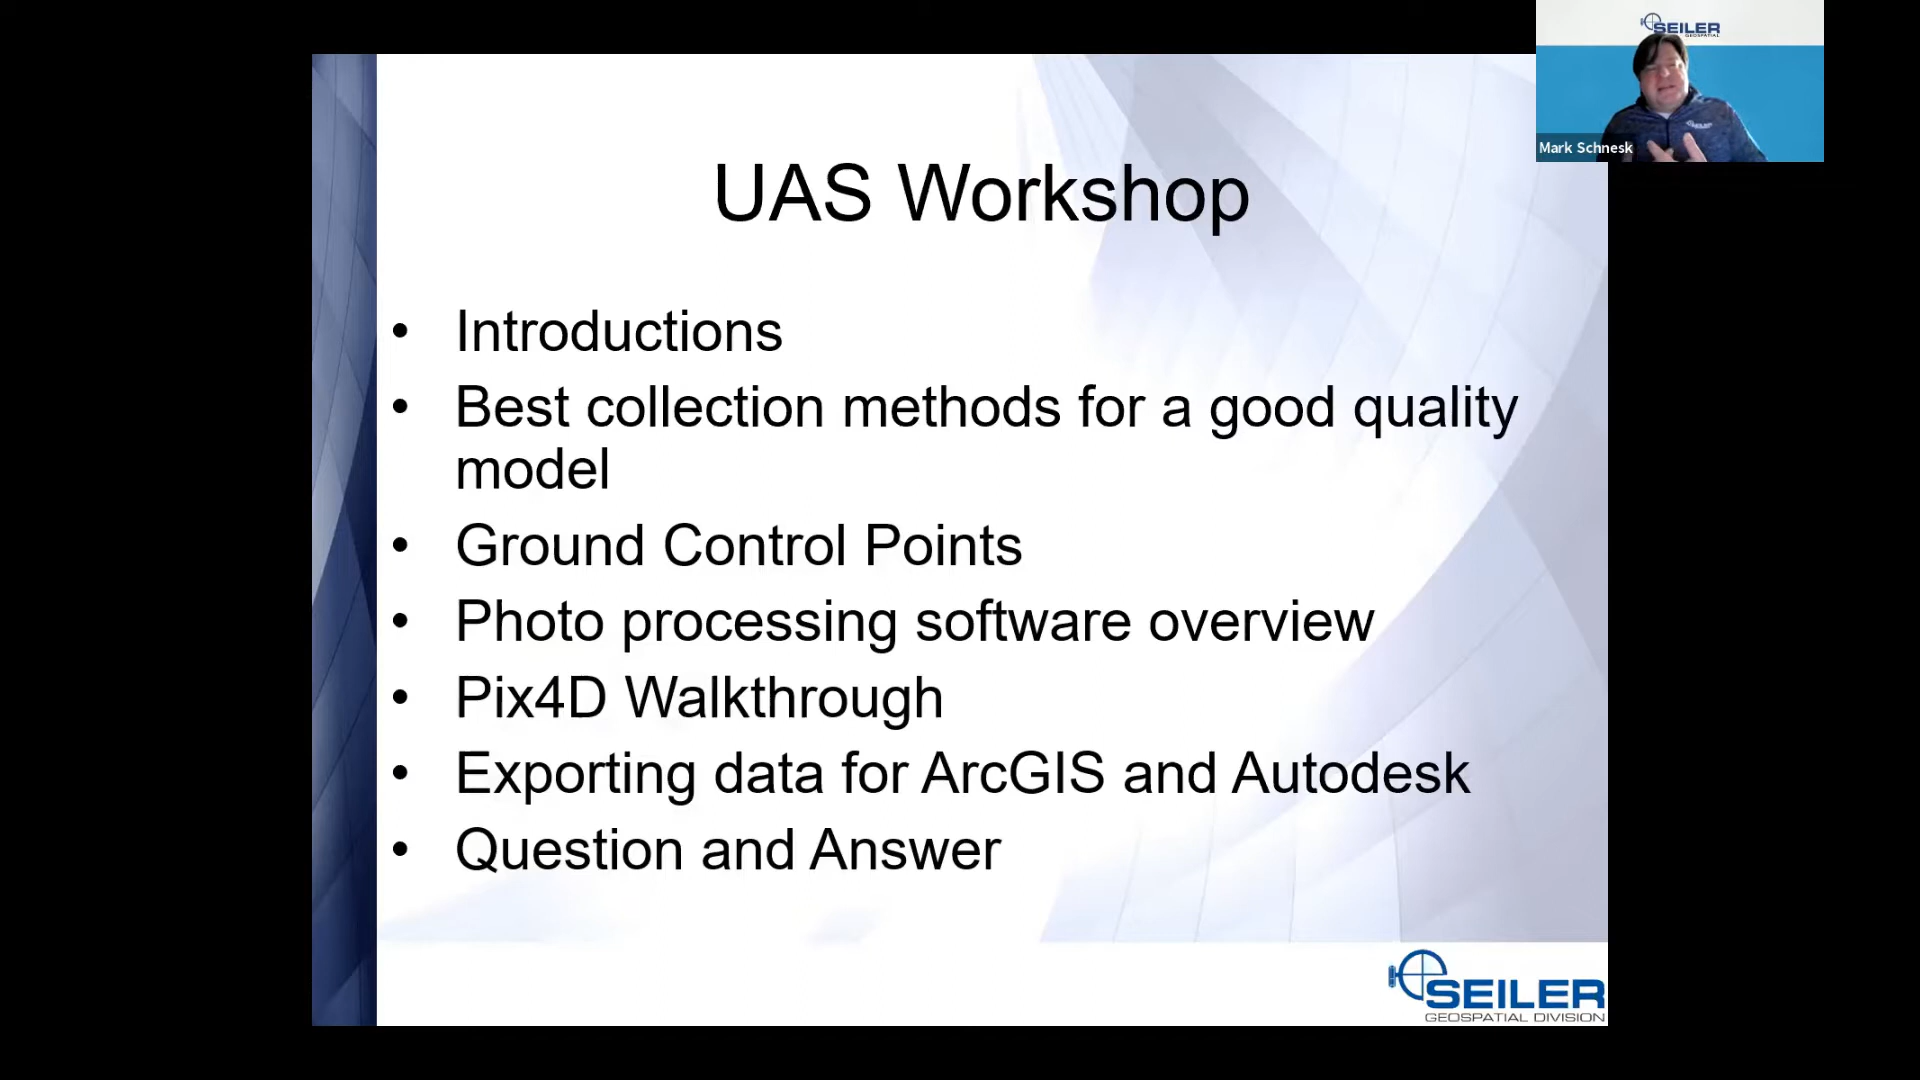 SEILER
GEOSPATIAL
Mark Schnesk
UAS Workshop
• Introductions
• Best collection methods for a good quality
model
• Ground Control Points
• Photo processing software overview
• Pix4D Walkthrough
• Exporting data for ArcGIS and Autodesk
• Question and Answer
SEILER
GEOSPATIAL DIVISION